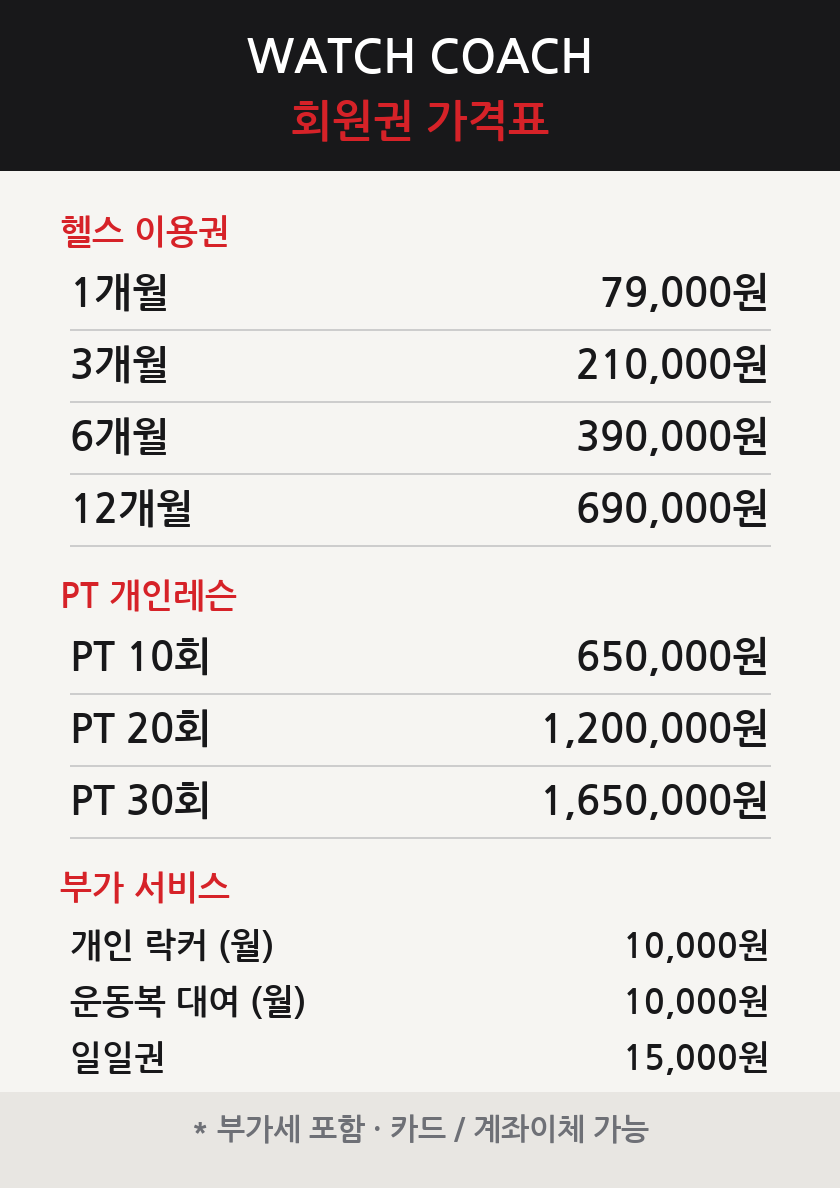 WATCH COACH
회원권 가격표
헬스 이용권
1개월 79,000원
3개월 210,000원
6개월 390,000원
12개월 690,000원
PT 개인레슨
PT 10회 650,000원
PT 20회 1,200,000원
PT 30회 1,650,000원
부가 서비스
개인 락커 (월) 10,000원
운동복 대여 (월) 10,000원
일일권 15,000원
* 부가세 포함 · 카드 / 계좌이체 가능